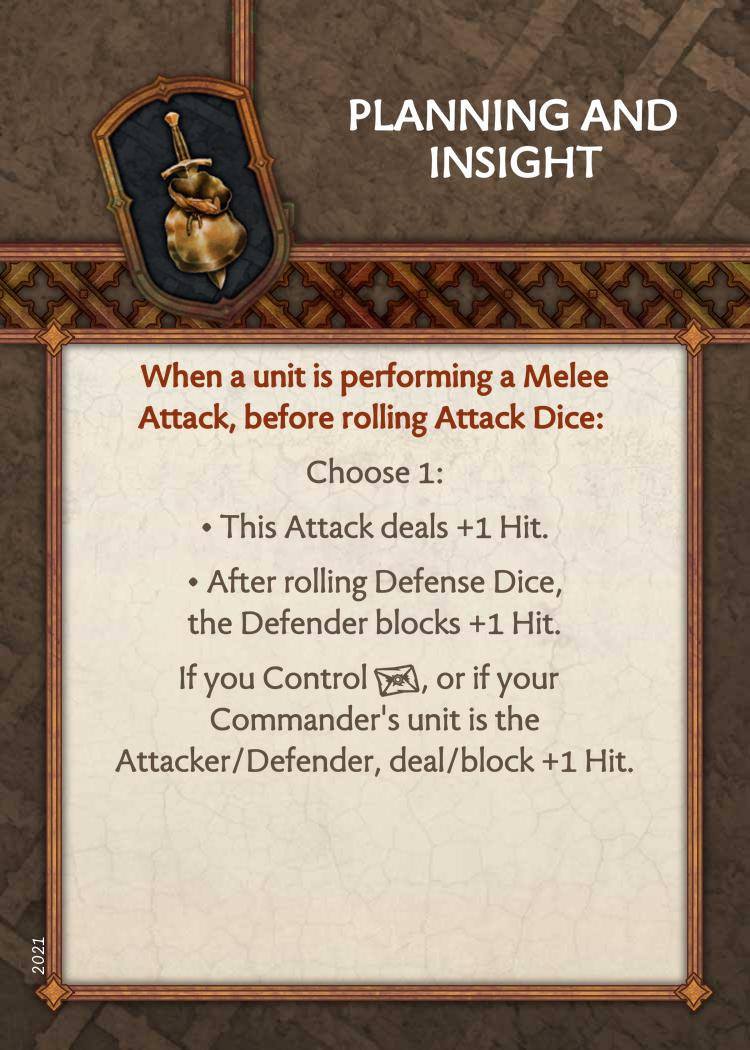 PLANNING AND
INSIGHT
When a unit is performing a Melee
Attack, before rolling Attack Dice:
Choose 1:
• This Attack deals +1 Hit.
• After rolling Defense Dice,
the Defender blocks +1 Hit.
If you Control , or if your
Commander's unit is the
Attacker/Defender, deal/block +1 Hit.
2021